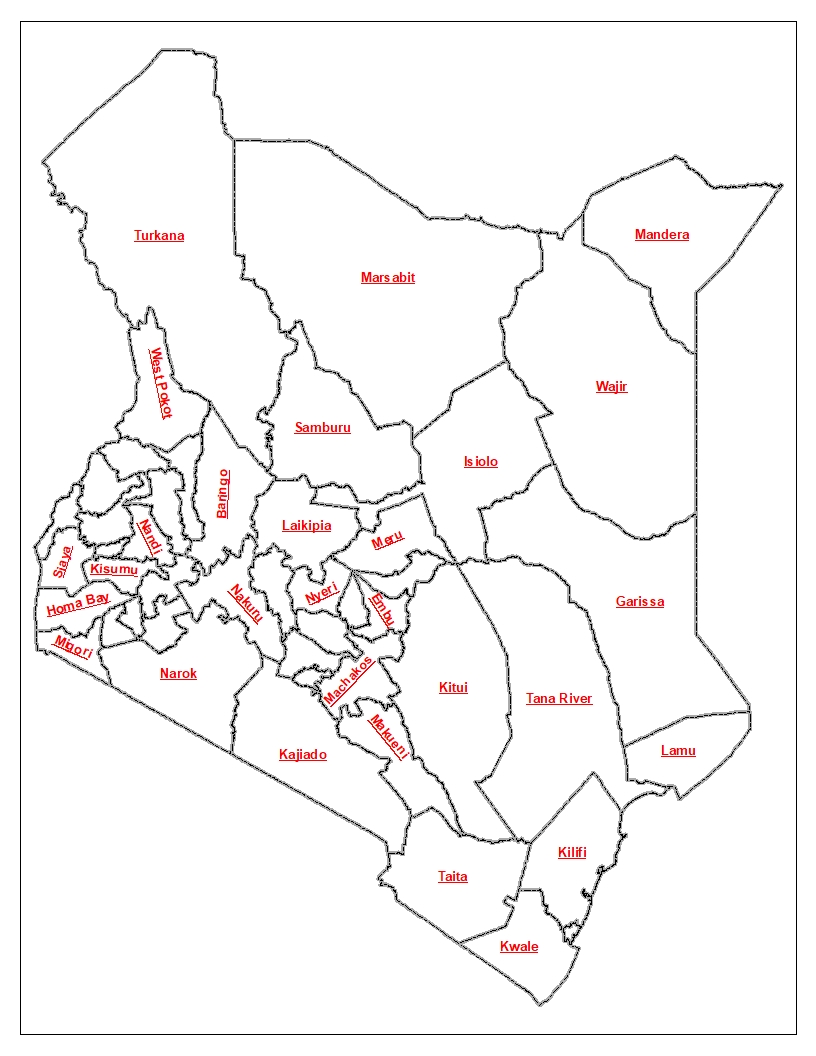 Turkana
Mandera
Marsabit
West Pokot
Wajir
Samburu
Isiolo
Baringo
Laikipia
Nandi
Meru
Siaya
Kisumu
Nyeri
Homa Bay
Nakuru
Embu
Garissa
Migori
Narok
Machakos
Kitui
Tana River
Makueni
Kajiado
Lamu
Kilifi
Taita
Kwale